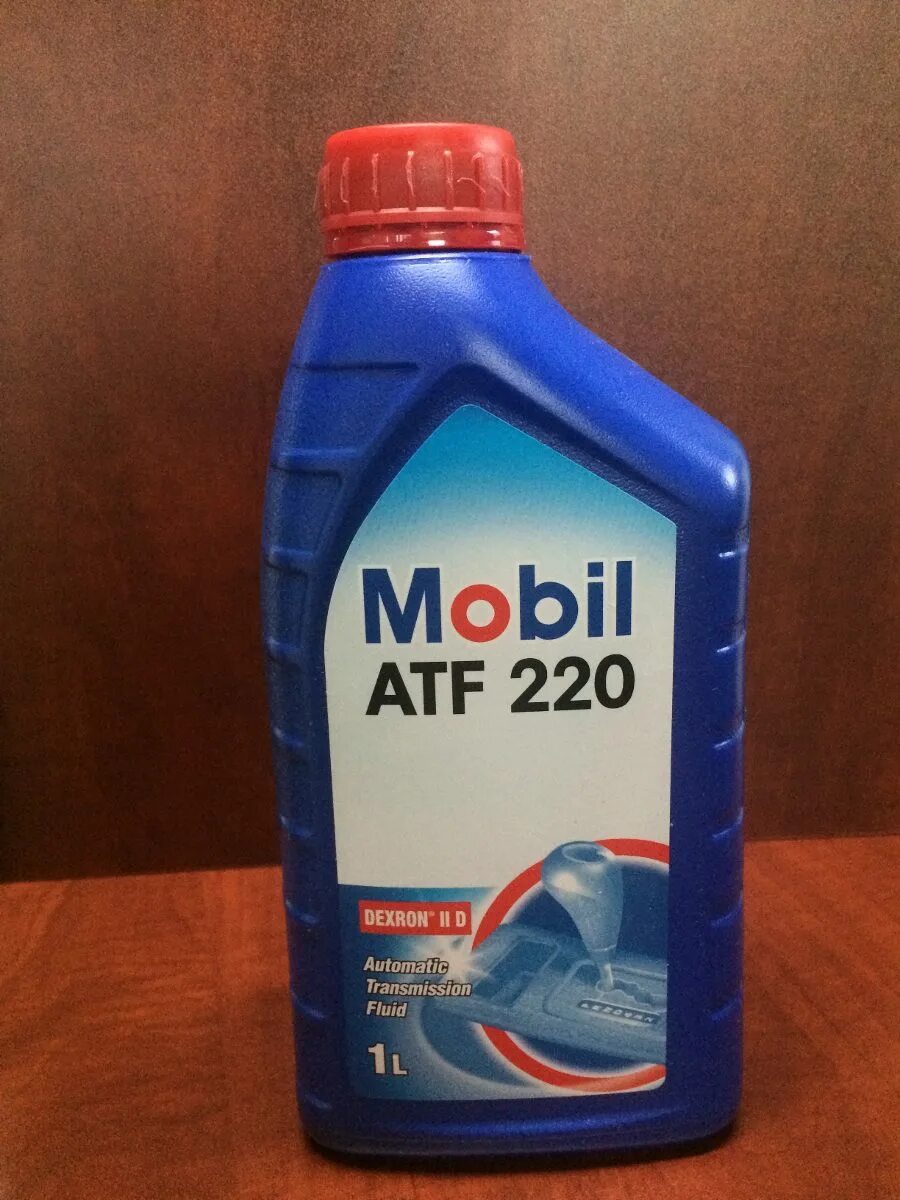 Mobil
ATF 220
DEXRON® II D
Automatic
Transmission
Fluid
1L